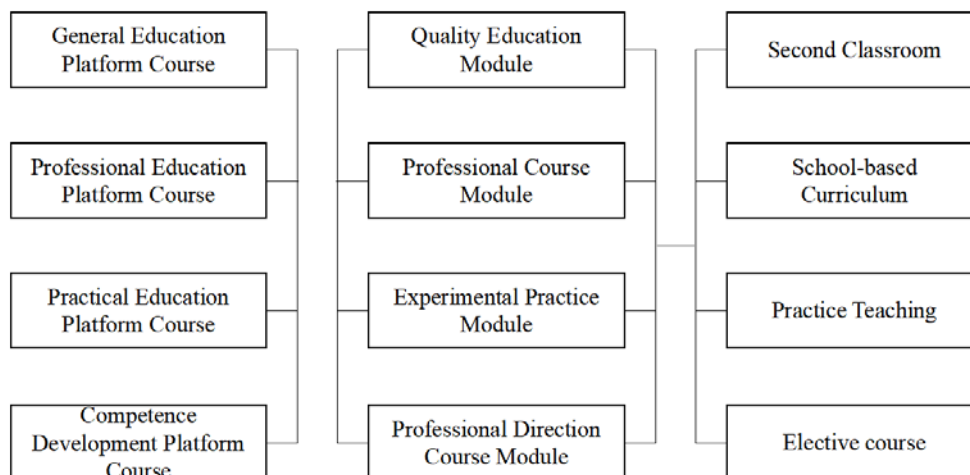 General Education
Platform Course
Quality Education
Module
Second Classroom
Professional Education
Platform Course
Professional Course
Module
School-based
Curriculum
Practical Education
Platform Course
Experimental Practice
Module
Practice Teaching
Competence
Development Platform
Course
Professional Direction
Course Module
Elective course